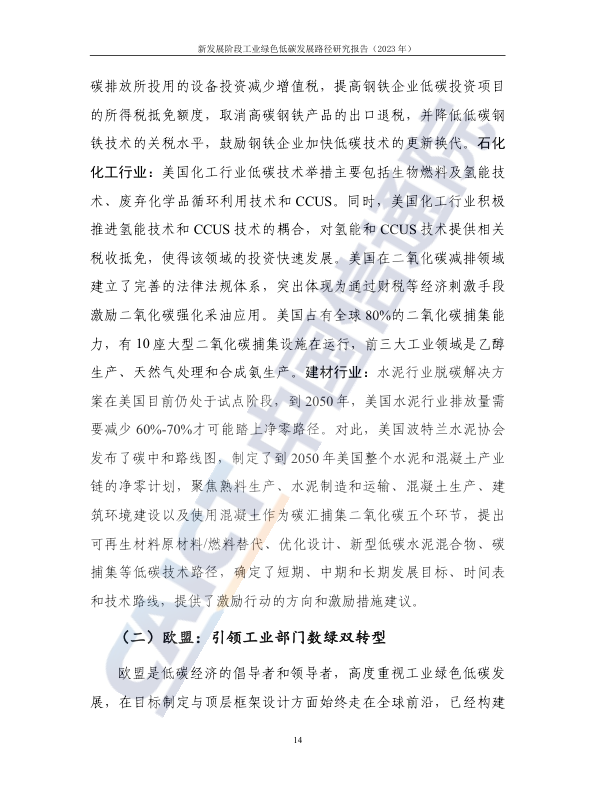 新发展阶段工业绿色低碳发展路径研究报告（2023 年）
碳排放所投用的设备投资减少增值税，提高钢铁企业低碳投资项目
的所得税抵免额度，取消高碳钢铁产品的出口退税，并降低低碳钢
铁技术的关税水平，鼓励钢铁企业加快低碳技术的更新换代。石化
化工行业：美国化工行业低碳技术举措主要包括生物燃料及氢能技
术、废弃化学品循环利用技术和 CCUS。同时，美国化工行业积极
推进氢能技术和 CCUS 技术的耦合，对氢能和 CCUS 技术提供相关
税收抵免，使得该领域的投资快速发展。美国在二氧化碳减排领域
建立了完善的法律法规体系，突出体现为通过财税等经济刺激手段
激励二氧化碳强化采油应用。美国占有全球 80%的二氧化碳捕集能
力，有 10 座大型二氧化碳捕集设施在运行，前三大工业领域是乙醇
生产、天然气处理和合成氨生产。建材行业：水泥行业脱碳解决方
案在美国目前仍处于试点阶段，到 2050 年，美国水泥行业排放量需
要减少 60%-70%才可能踏上净零路径。对此，美国波特兰水泥协会
发布了碳中和路线图，制定了到 2050 年美国整个水泥和混凝土产业
链的净零计划，聚焦熟料生产、水泥制造和运输、混凝土生产、建
筑环境建设以及使用混凝土作为碳汇捕集二氧化碳五个环节，提出
可再生材料原材料/燃料替代、优化设计、新型低碳水泥混合物、碳
捕集等低碳技术路径，确定了短期、中期和长期发展目标、时间表
和技术路线，提供了激励行动的方向和激励措施建议。
（二）欧盟：引领工业部门数绿双转型
欧盟是低碳经济的倡导者和领导者，高度重视工业绿色低碳发
展，在目标制定与顶层框架设计方面始终走在全球前沿，已经构建
14
CAICT 中国信通院